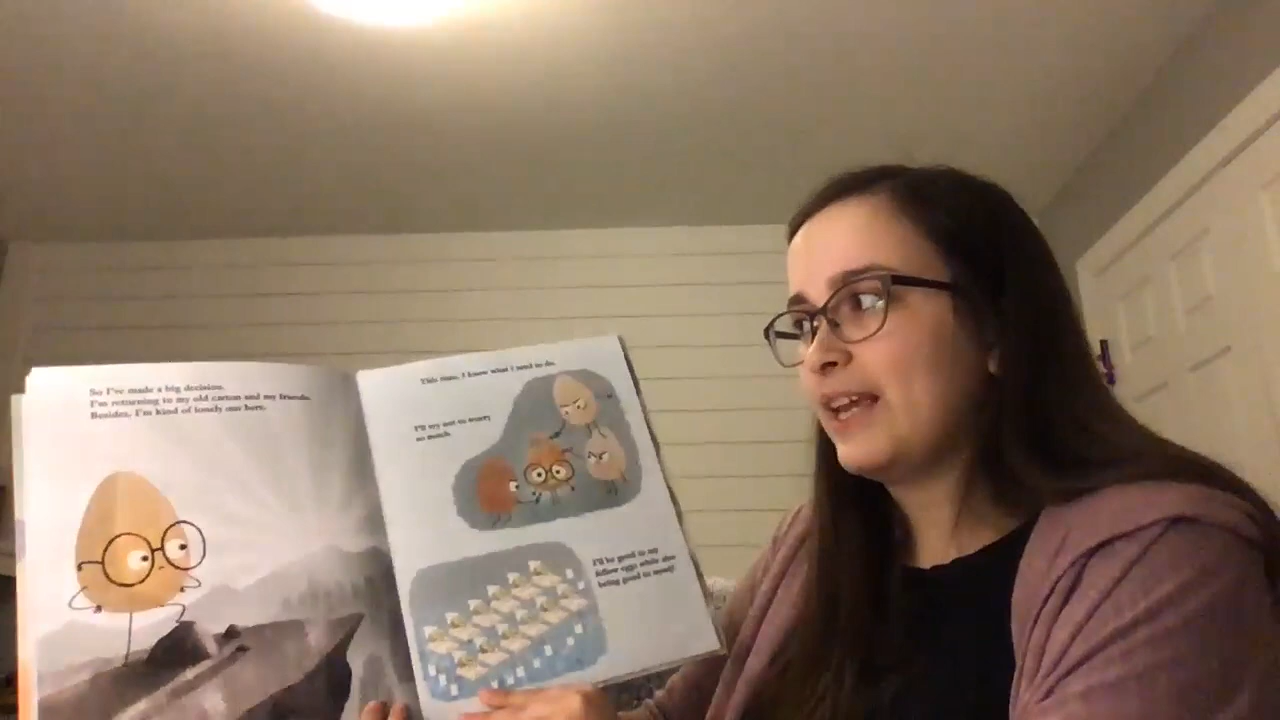 So I've made a big decision.
I'm returning to my old carton and my friends.
Besides, I'm kind of lonely out here.
This time, I know what I need to do.
I'll try not to worry
so much.
I'll be good to my
fellow eggs while also
being good to myself.